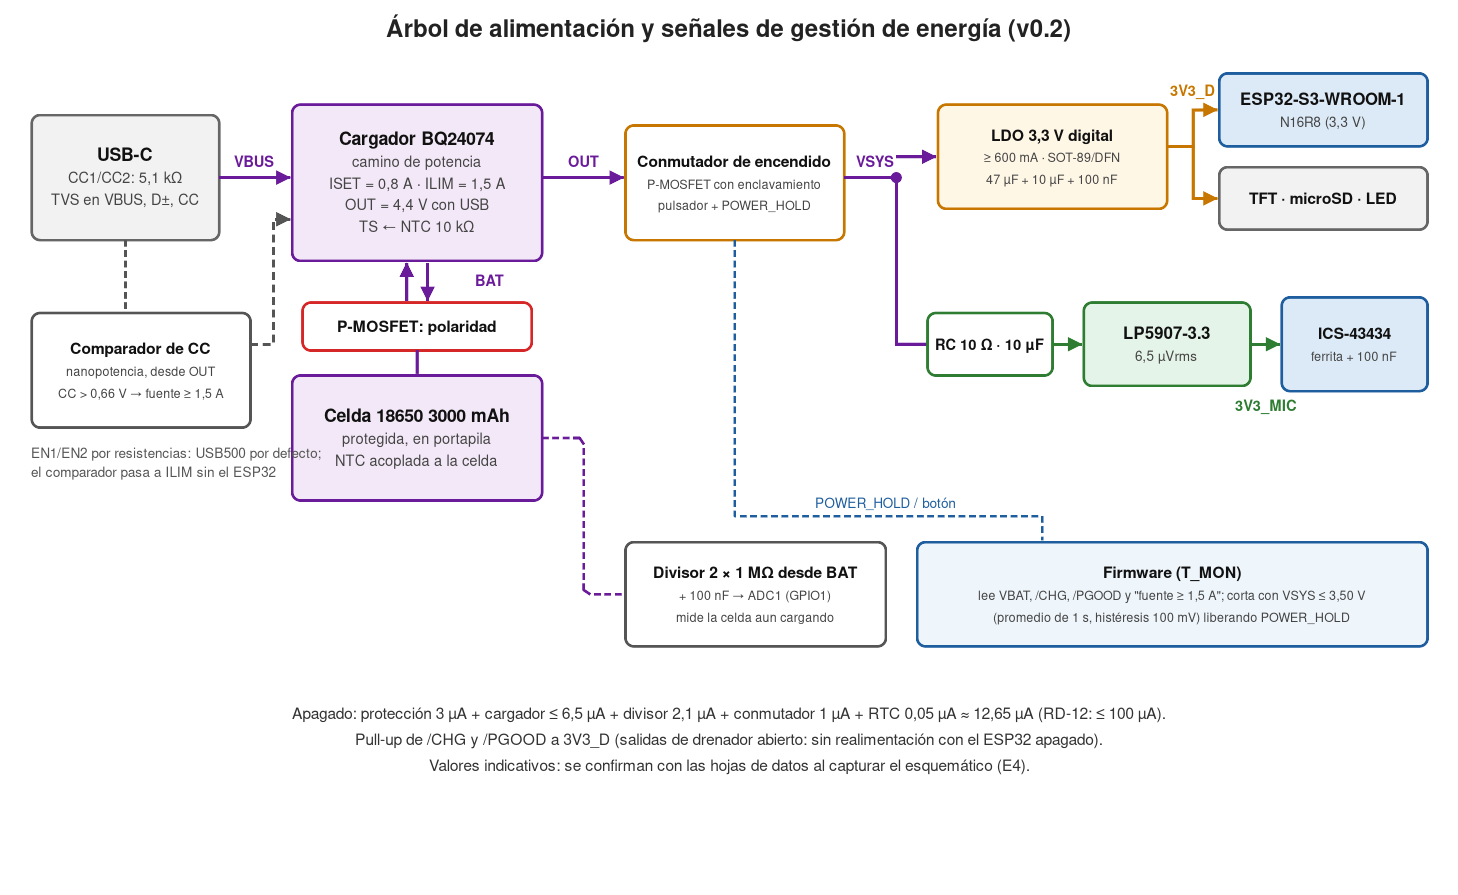 Árbol de alimentación y señales de gestión de energía (v0.2)
USB-C
CC1/CC2: 5,1 kΩ
TVS en VBUS, D±, CC
VBUS
Cargador BQ24074
camino de potencia
ISET = 0,8 A · ILIM = 1,5 A
OUT = 4,4 V con USB
TS ← NTC 10 kΩ
OUT
Conmutador de encendido
P-MOSFET con enclavamiento
pulsador + POWER_HOLD
VSYS
LDO 3,3 V digital
≥ 600 mA · SOT-89/DFN
47 µF + 10 µF + 100 nF
3V3_D
ESP32-S3-WROOM-1
N16R8 (3,3 V)
TFT · microSD · LED
BAT
P-MOSFET: polaridad
Comparador de CC
nanopotencia, desde OUT
CC > 0,66 V → fuente ≥ 1,5 A
EN1/EN2 por resistencias: USB500 por defecto;
el comparador pasa a ILIM sin el ESP32
Celda 18650 3000 mAh
protegida, en portapila
NTC acoplada a la celda
RC 10 Ω · 10 µF
LP5907-3.3
6,5 µVrms
3V3_MIC
ICS-43434
ferrita + 100 nF
POWER_HOLD / botón
Divisor 2 × 1 MΩ desde BAT
+ 100 nF → ADC1 (GPIO1)
mide la celda aun cargando
Firmware (T_MON)
lee VBAT, /CHG, /PGOOD y "fuente ≥ 1,5 A"; corta con VSYS ≤ 3,50 V
(promedio de 1 s, histéresis 100 mV) liberando POWER_HOLD
Apagado: protección 3 µA + cargador ≤ 6,5 µA + divisor 2,1 µA + conmutador 1 µA + RTC 0,05 µA ≈ 12,65 µA (RD-12: ≤ 100 µA).
Pull-up de /CHG y /PGOOD a 3V3_D (salidas de drenador abierto: sin realimentación con el ESP32 apagado).
Valores indicativos: se confirman con las hojas de datos al capturar el esquemático (E4).